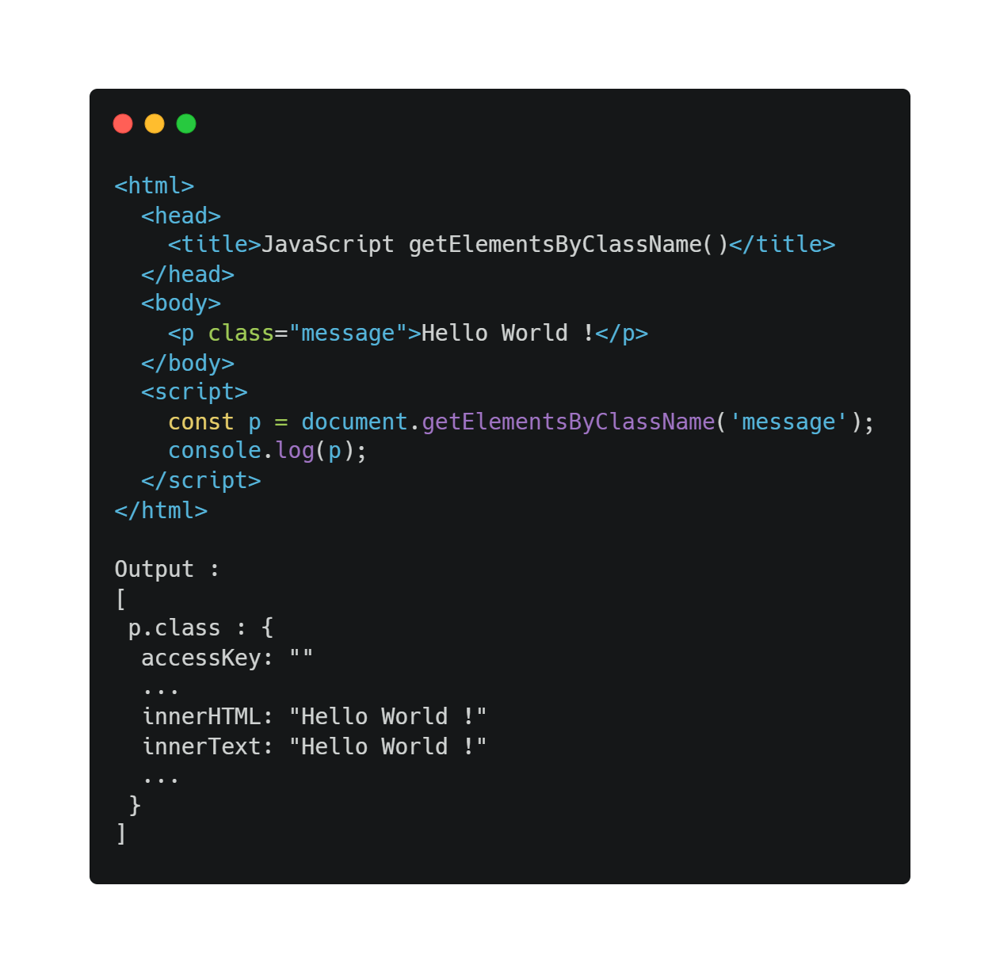 <html>
  <head>
    <title>JavaScript getElementsByClassName()</title>
  </head>
  <body>
    <p class="message">Hello World !</p>
  </body>
  <script>
    const p = document.getElementsByClassName('message');
    console.log(p);
  </script>
</html>

Output :
[
 p.class : {
  accessKey: ""
  ...
  innerHTML: "Hello World !"
  innerText: "Hello World !"
  ...
 }
]